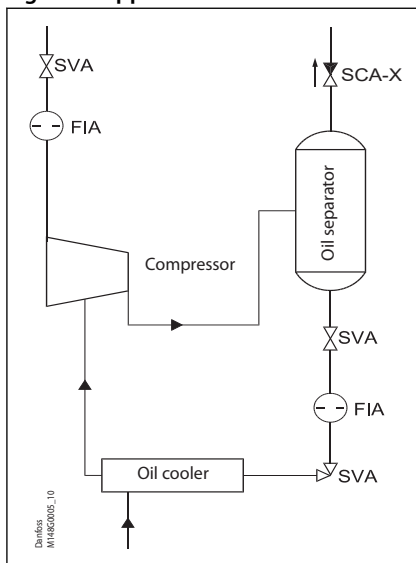 SVA
SCA-X
FIA
Oil separator
Compressor
SVA
FIA
Oil cooler
SVA
Danfoss
M148G0005_10